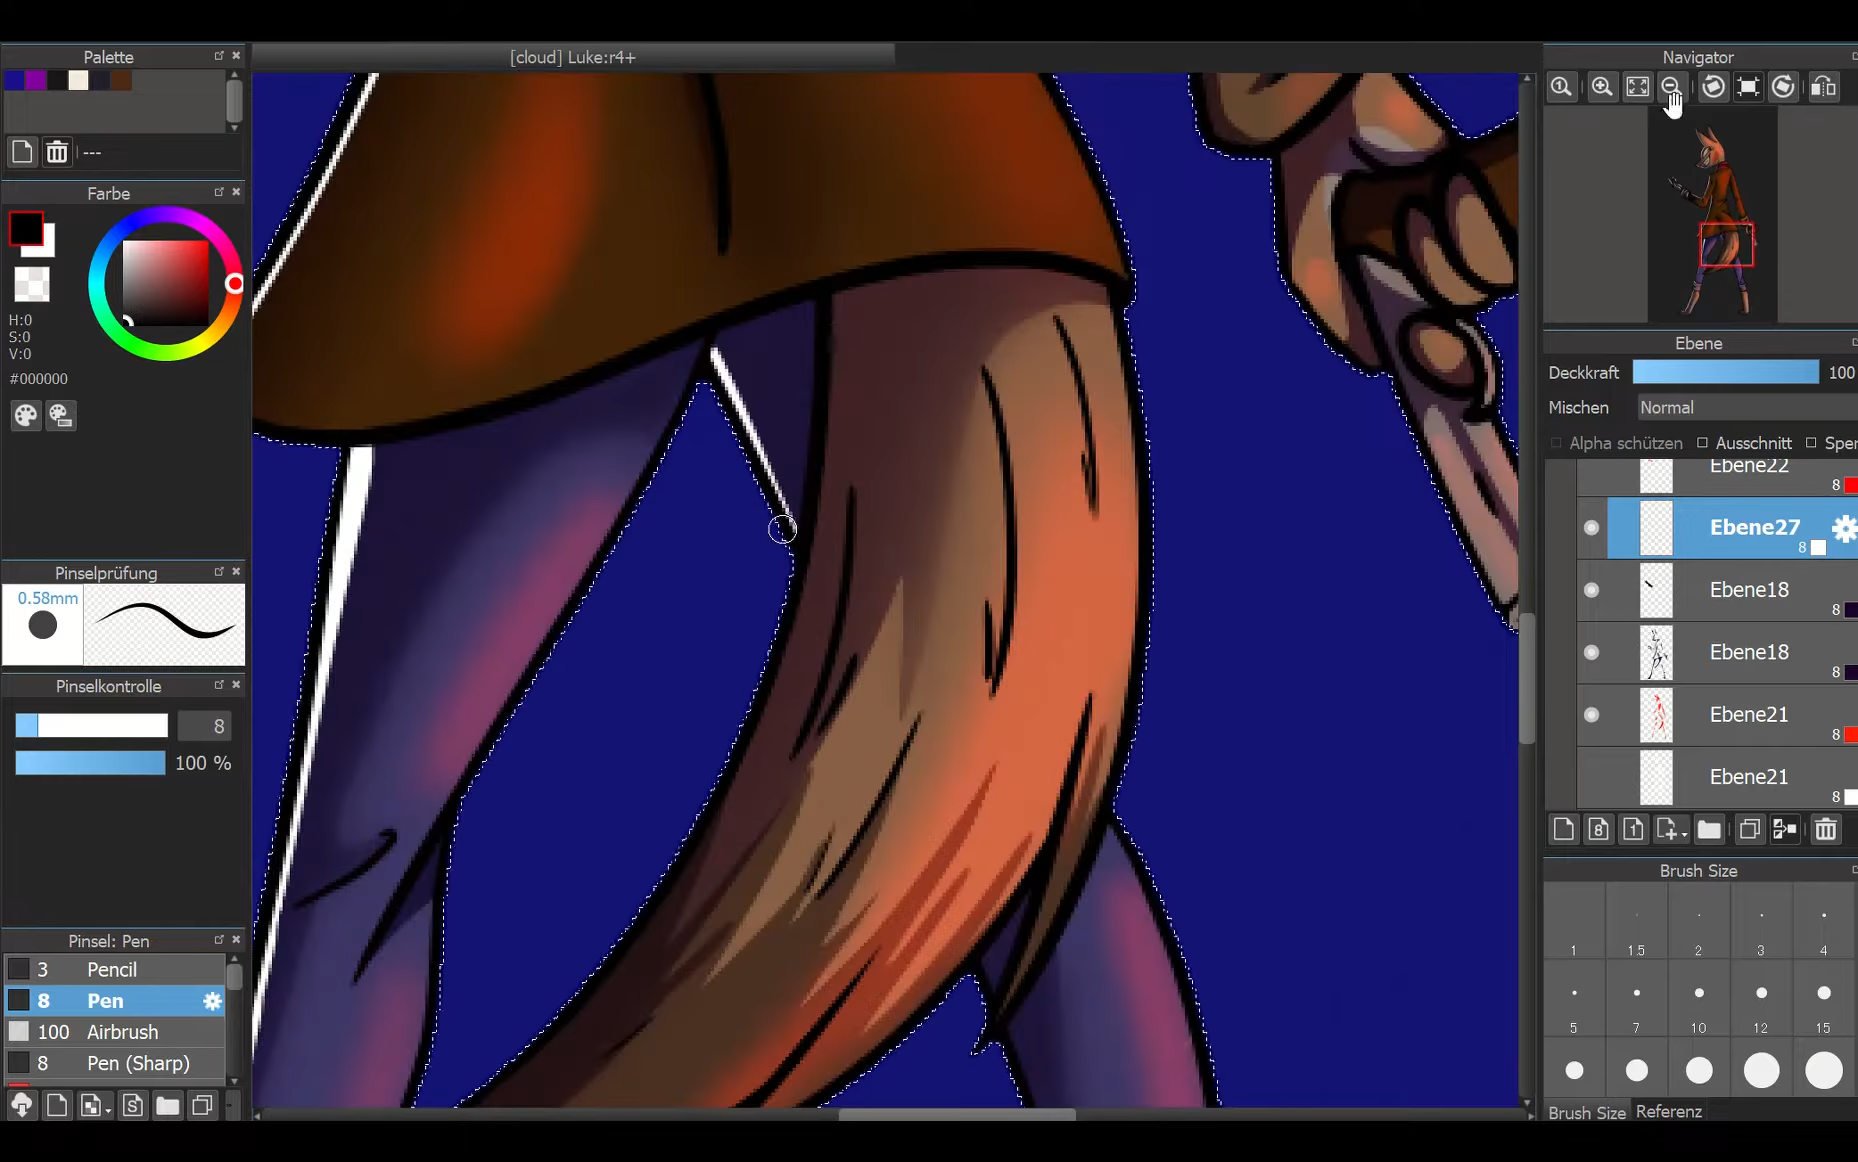 Palette
[cloud] Luke:r4+
Navigator
---
Farbe
H:0
S:0
V:0
#000000
Pinselprüfung
0.58mm
Pinselkontrolle
8
100 %
Pinsel: Pen
3 Pencil
8 Pen
100 Airbrush
8 Pen (Sharp)
S
1
Ebene
Deckkraft 100
Mischen Normal
Alpha schützen Ausschnitt Sper
Ebene22
8
Ebene27
8
Ebene18
8
Ebene18
8
Ebene21
8
Ebene21
8
8 1
Brush Size
1 1.5 2 3 4
5 7 10 12 15
Brush Size Referenz